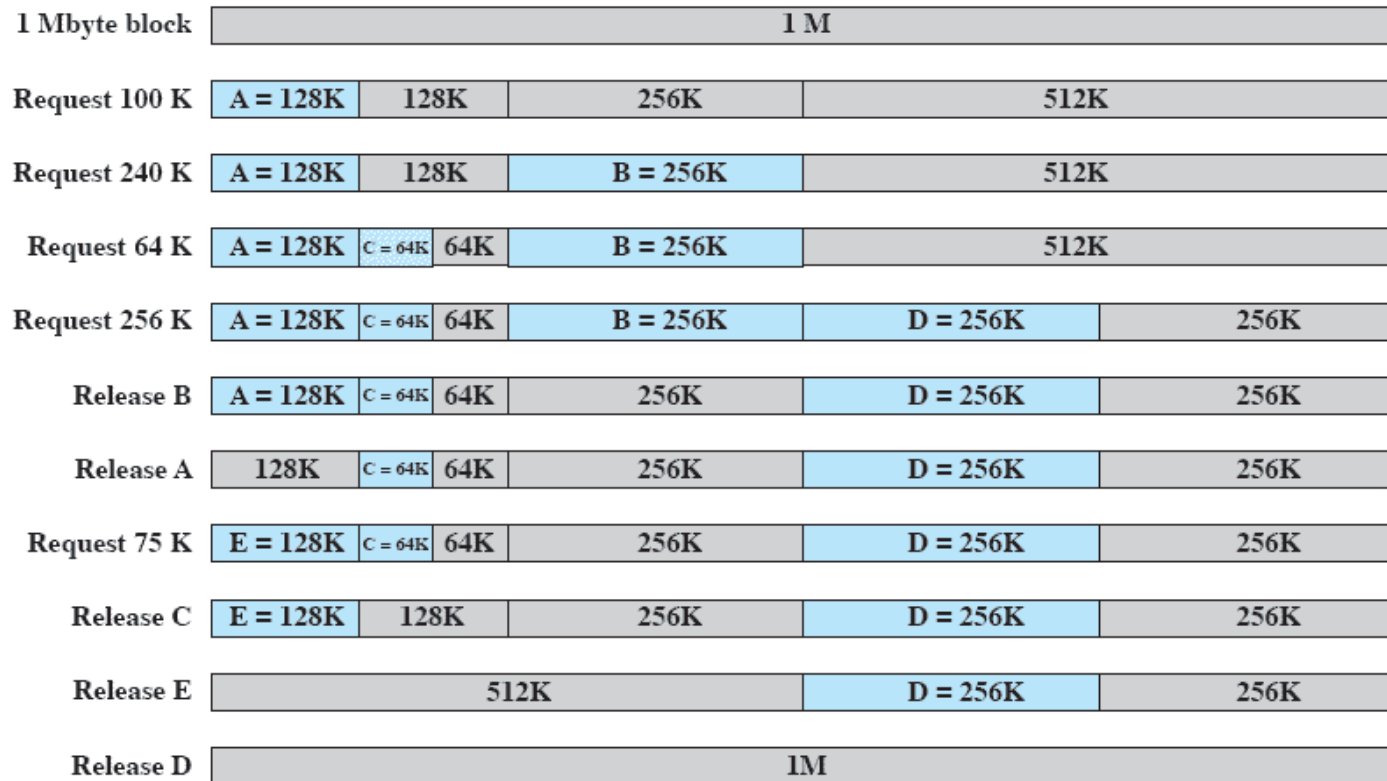 1 Mbyte block 1 M
Request 100 K A = 128K 128K 256K 512K
Request 240 K A = 128K 128K B = 256K 512K
Request 64 K A = 128K C = 64K 64K B = 256K 512K
Request 256 K A = 128K C = 64K 64K B = 256K D = 256K 256K
Release B A = 128K C = 64K 64K 256K D = 256K 256K
Release A 128K C = 64K 64K 256K D = 256K 256K
Request 75 K E = 128K C = 64K 64K 256K D = 256K 256K
Release C E = 128K 128K 256K D = 256K 256K
Release E 512K D = 256K 256K
Release D 1M